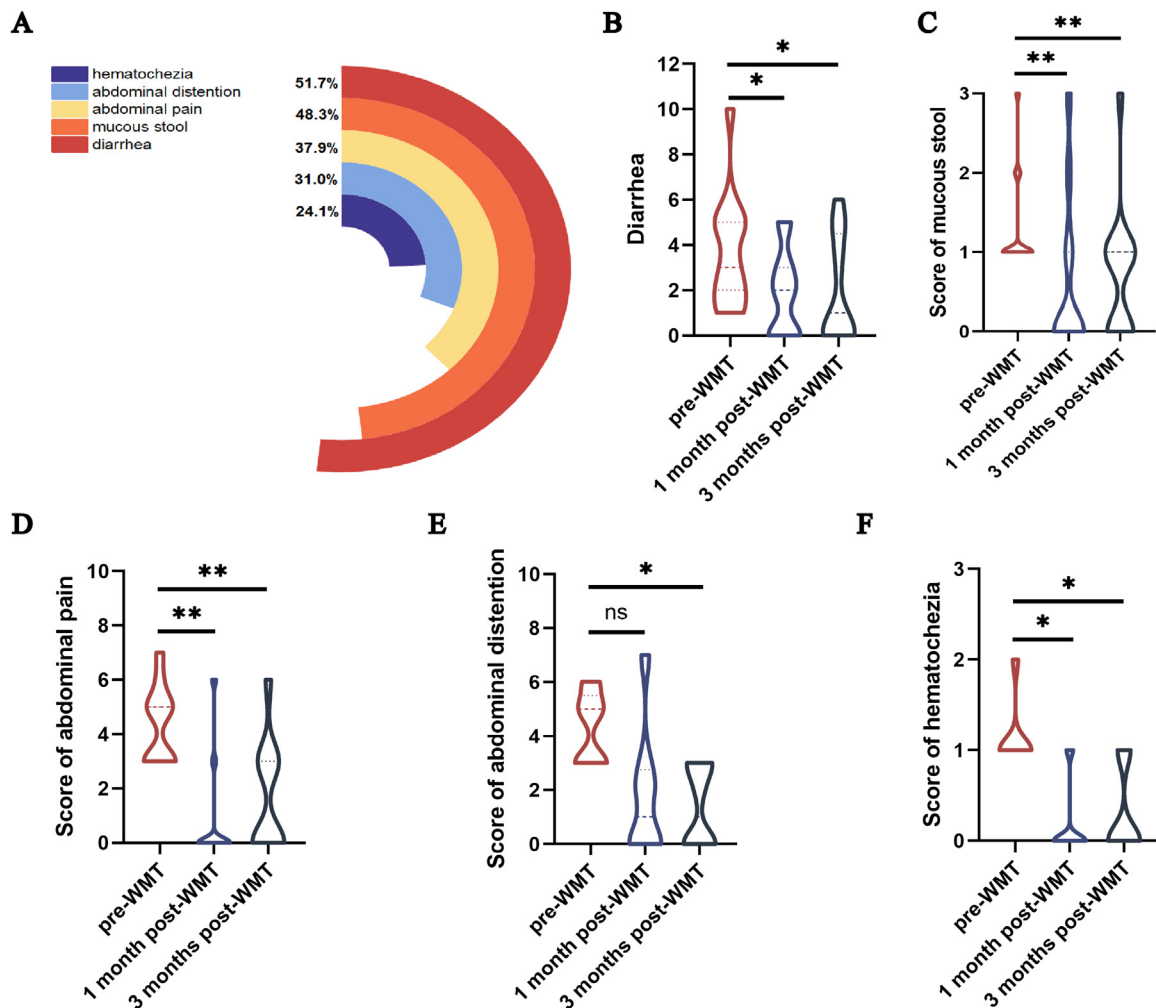 A
hematochezia
abdominal distention
abdominal pain
mucous stool
diarrhea
51.7%
48.3%
37.9%
31.0%
24.1%
B
Diarrhea
12
10
8
6
4
2
0
*
*
pre-WMT
1 month post-WMT
3 months post-WMT
C
Score of mucous stool
3
2
1
0
**
**
pre-WMT
1 month post-WMT
3 months post-WMT
D
Score of abdominal pain
10
8
6
4
2
0
**
**
pre-WMT
1 month post-WMT
3 months post-WMT
E
Score of abdominal distention
10
8
6
4
2
0
*
ns
pre-WMT
1 month post-WMT
3 months post-WMT
F
Score of hematochezia
3
2
1
0
*
*
pre-WMT
1 month post-WMT
3 months post-WMT